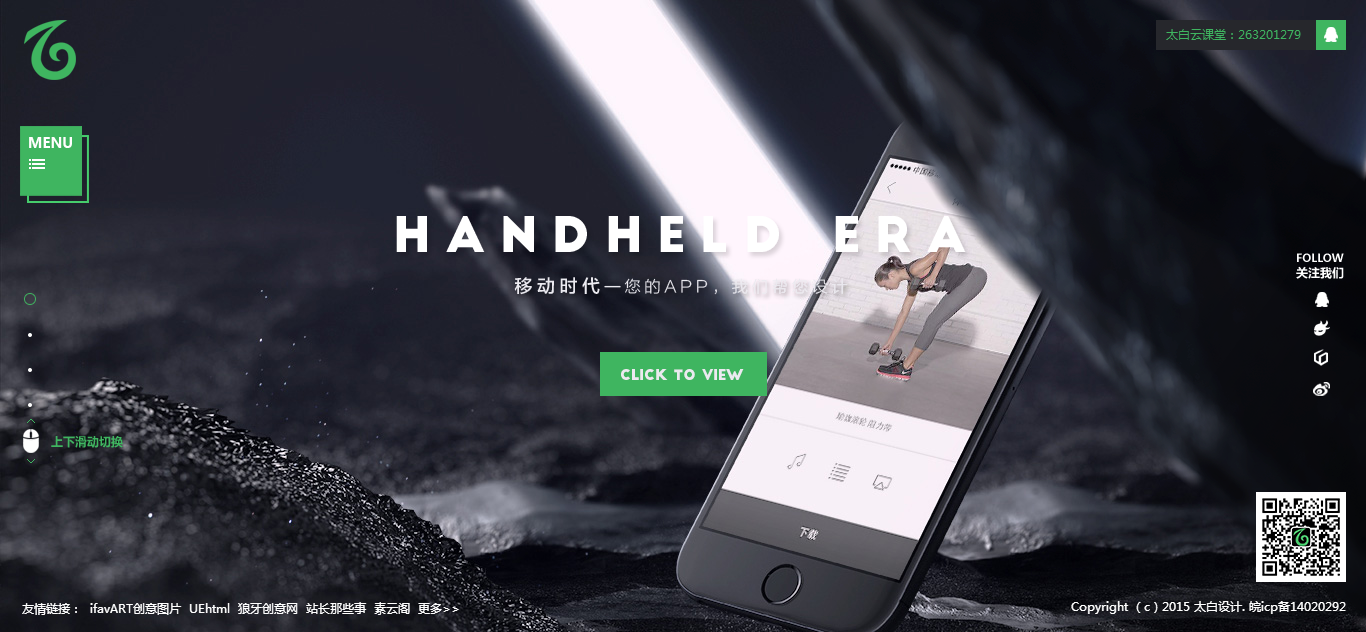 太白云课堂：263201279
MENU
HANDHELD ERA
移动时代—您的APP，我们帮您设计
CLICK TO VIEW
中国移
FOLLOW
关注我们
上下滑动切换
下载
友情链接： ifavART创意图片 UEhtml 狼牙创意网 站长那些事 素云阁 更多>>
Copyright （c）2015 太白设计. 皖icp备14020292